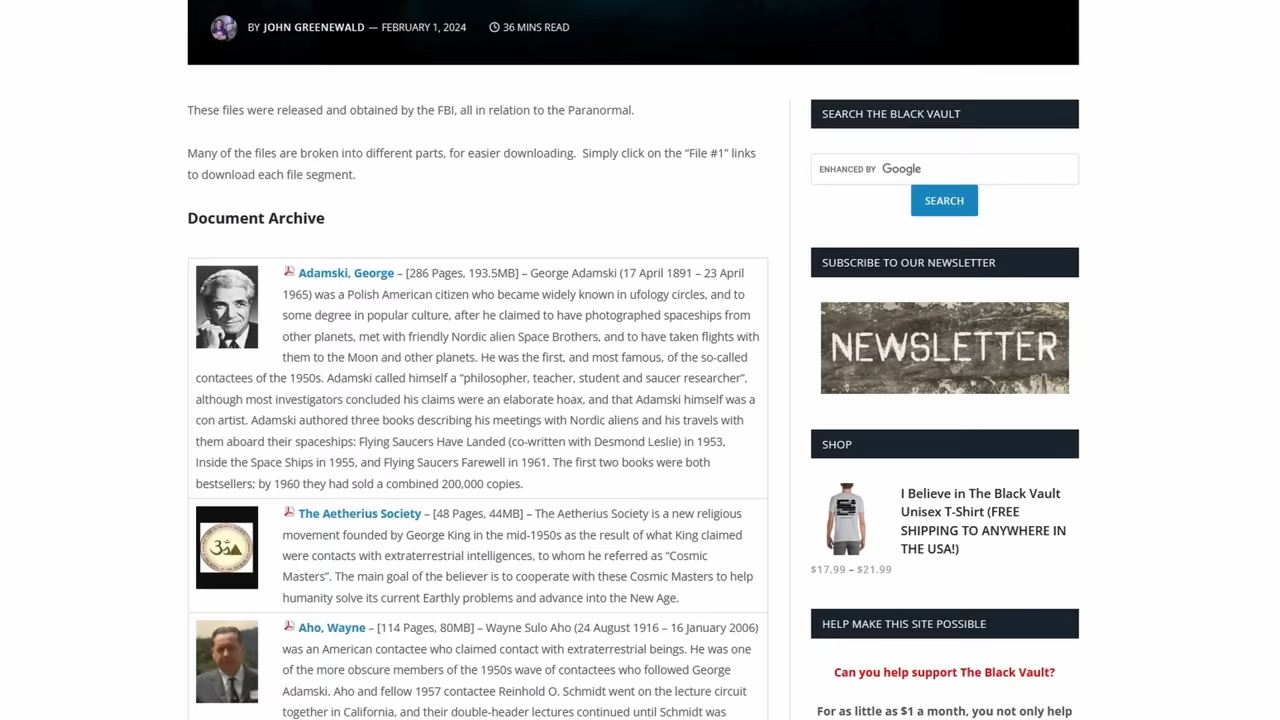 BY JOHN GREENEWALD — FEBRUARY 1, 2024 36 MINS READ
These files were released and obtained by the FBI, all in relation to the Paranormal.
Many of the files are broken into different parts, for easier downloading.  Simply click on the “File #1” links
to download each file segment.
Document Archive
Adamski, George – [286 Pages, 193.5MB] – George Adamski (17 April 1891 – 23 April
1965) was a Polish American citizen who became widely known in ufology circles, and to
some degree in popular culture, after he claimed to have photographed spaceships from
other planets, met with friendly Nordic alien Space Brothers, and to have taken flights with
them to the Moon and other planets. He was the first, and most famous, of the so-called
contactees of the 1950s. Adamski called himself a “philosopher, teacher, student and saucer researcher”,
although most investigators concluded his claims were an elaborate hoax, and that Adamski himself was a
con artist. Adamski authored three books describing his meetings with Nordic aliens and his travels with
them aboard their spaceships: Flying Saucers Have Landed (co-written with Desmond Leslie) in 1953,
Inside the Space Ships in 1955, and Flying Saucers Farewell in 1961. The first two books were both
bestsellers; by 1960 they had sold a combined 200,000 copies.
The Aetherius Society – [48 Pages, 44MB] – The Aetherius Society is a new religious
movement founded by George King in the mid-1950s as the result of what King claimed
were contacts with extraterrestrial intelligences, to whom he referred as “Cosmic
Masters”. The main goal of the believer is to cooperate with these Cosmic Masters to help
humanity solve its current Earthly problems and advance into the New Age.
Aho, Wayne – [114 Pages, 80MB] – Wayne Sulo Aho (24 August 1916 – 16 January 2006)
was an American contactee who claimed contact with extraterrestrial beings. He was one
of the more obscure members of the 1950s wave of contactees who followed George
Adamski. Aho and fellow 1957 contactee Reinhold O. Schmidt went on the lecture circuit
together in California, and their double-header lectures continued until Schmidt was
SEARCH THE BLACK VAULT
ENHANCED BY Google
SEARCH
SUBSCRIBE TO OUR NEWSLETTER
NEWSLETTER
SHOP
I Believe in The Black Vault
Unisex T-Shirt (FREE
SHIPPING TO ANYWHERE IN
THE USA!)
$17.99 – $21.99
HELP MAKE THIS SITE POSSIBLE
Can you help support The Black Vault?
For as little as $1 a month, you not only help